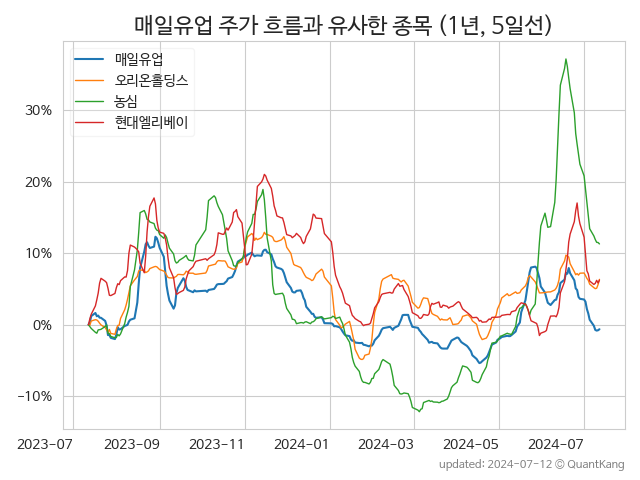 매일유업 주가 흐름과 유사한 종목 (1년, 5일선)
매일유업
오리온홀딩스
농심
현대엘리베이
30%
20%
10%
0%
−10%
2023-07 2023-09 2023-11 2024-01 2024-03 2024-05 2024-07
updated: 2024-07-12 © QuantKang